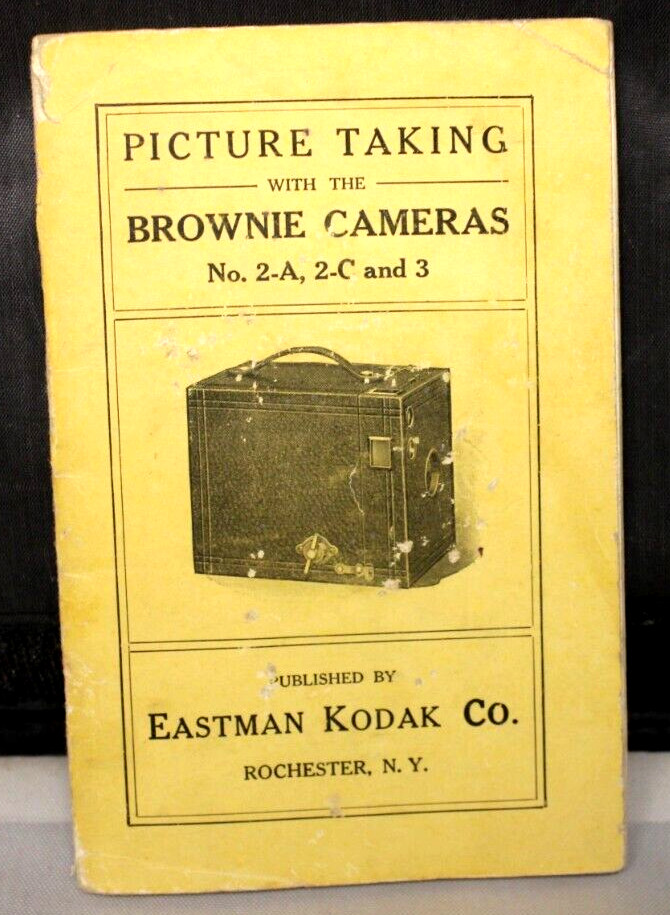 PICTURE TAKING
WITH THE
BROWNIE CAMERAS
No. 2-A, 2-C and 3
PUBLISHED BY
EASTMAN KODAK CO.
ROCHESTER, N. Y.